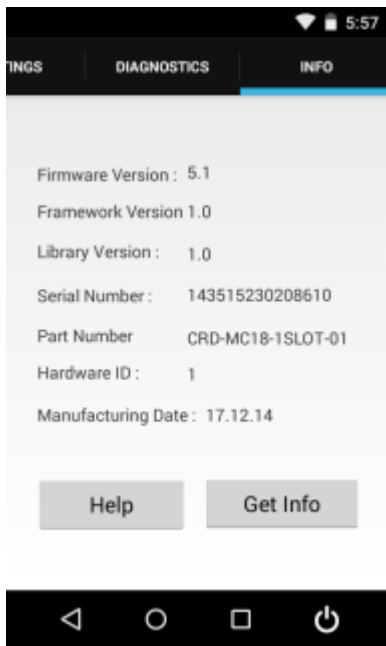 5:57
TINGS DIAGNOSTICS INFO
Firmware Version : 5.1
Framework Version 1.0
Library Version : 1.0
Serial Number : 143515230208610
Part Number CRD-MC18-1SLOT-01
Hardware ID : 1
Manufacturing Date : 17.12.14
Help Get Info